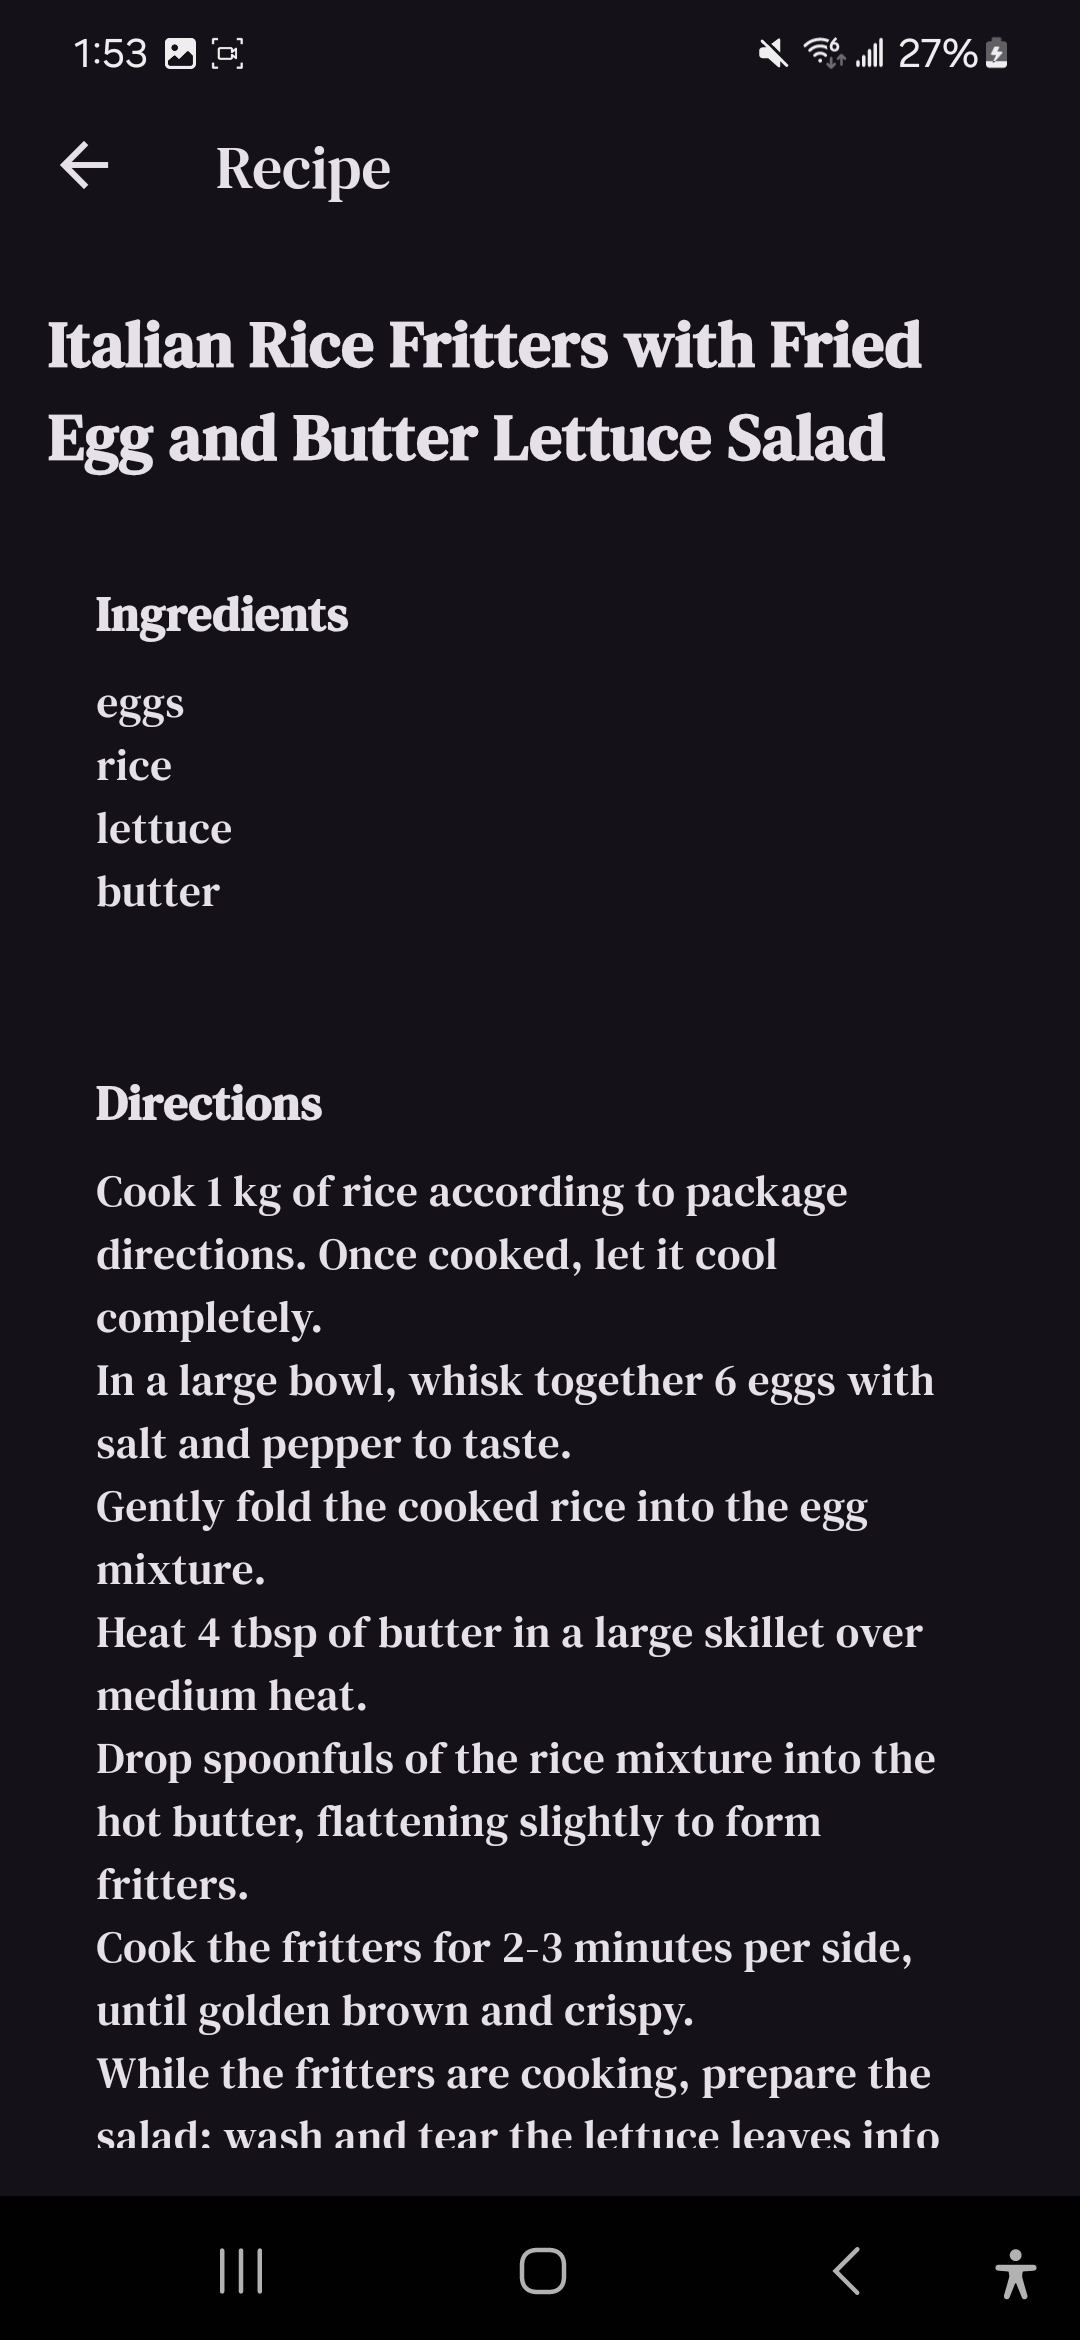 1:53
27%
Recipe
Italian Rice Fritters with Fried
Egg and Butter Lettuce Salad
Ingredients
eggs
rice
lettuce
butter
Directions
Cook 1 kg of rice according to package
directions. Once cooked, let it cool
completely.
In a large bowl, whisk together 6 eggs with
salt and pepper to taste.
Gently fold the cooked rice into the egg
mixture.
Heat 4 tbsp of butter in a large skillet over
medium heat.
Drop spoonfuls of the rice mixture into the
hot butter, flattening slightly to form
fritters.
Cook the fritters for 2-3 minutes per side,
until golden brown and crispy.
While the fritters are cooking, prepare the
salad: wash and tear the lettuce leaves into